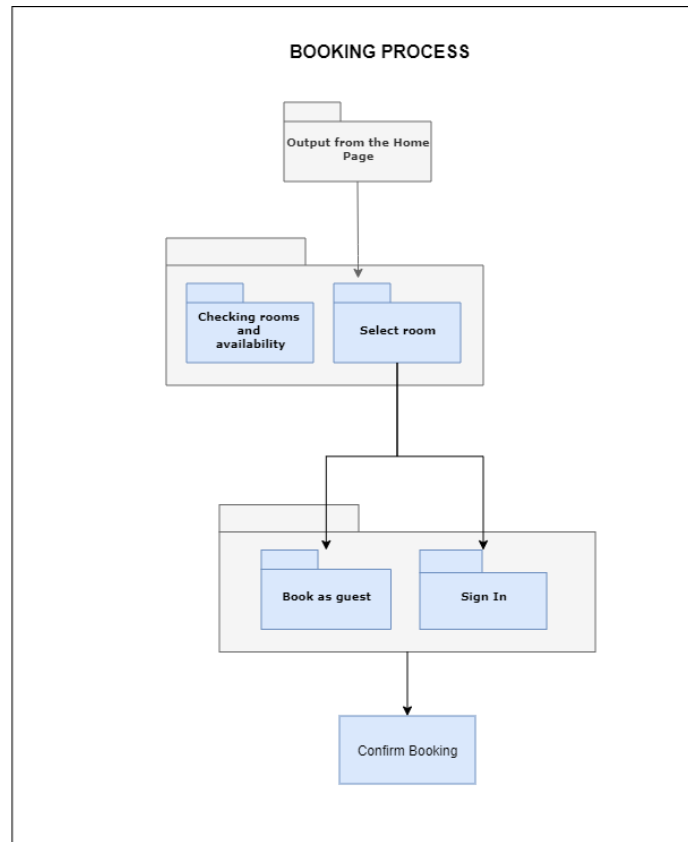 BOOKING PROCESS
Output from the Home
Page
Checking rooms
and
availability
Select room
Book as guest
Sign In
Confirm Booking